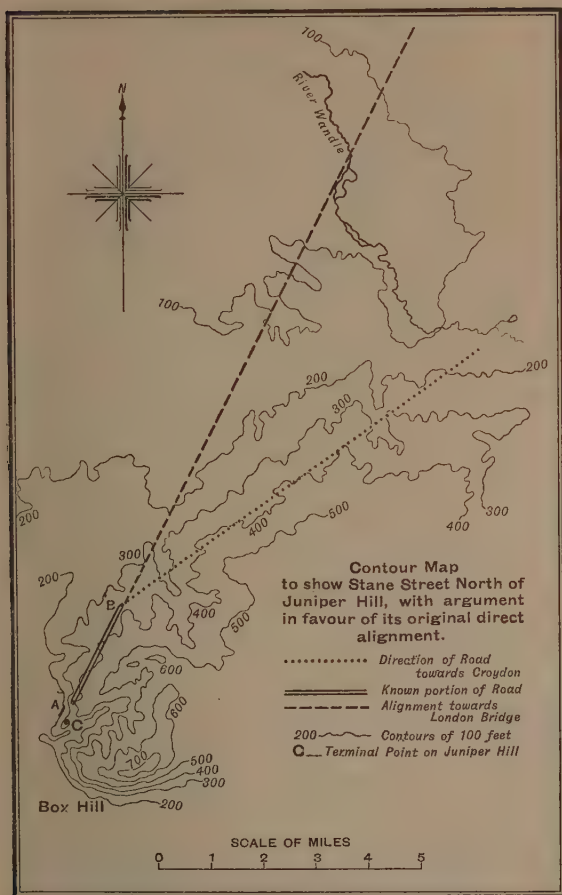 100
N
River Wandle
100
200
200
300
400
500
200
300
400
300
200
B
400
500
600
600
A
C
700
500
400
300
200
Box Hill
Contour Map
to show Stane Street North of
Juniper Hill, with argument
in favour of its original direct
alignment.
Direction of Road
towards Croydon
Known portion of Road
Alignment towards
London Bridge
200 Contours of 100 feet
C Terminal Point on Juniper Hill
SCALE OF MILES
0 1 2 3 4 5